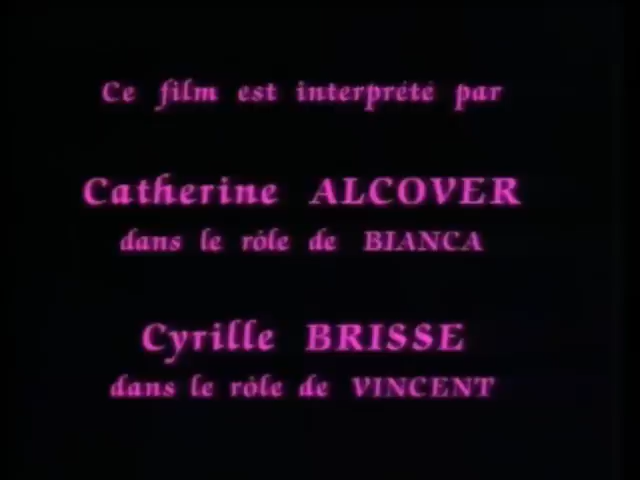 Ce film est interprété par
Catherine ALCOVER
dans le rôle de BIANCA
Cyrille BRISSE
dans le rôle de VINCENT